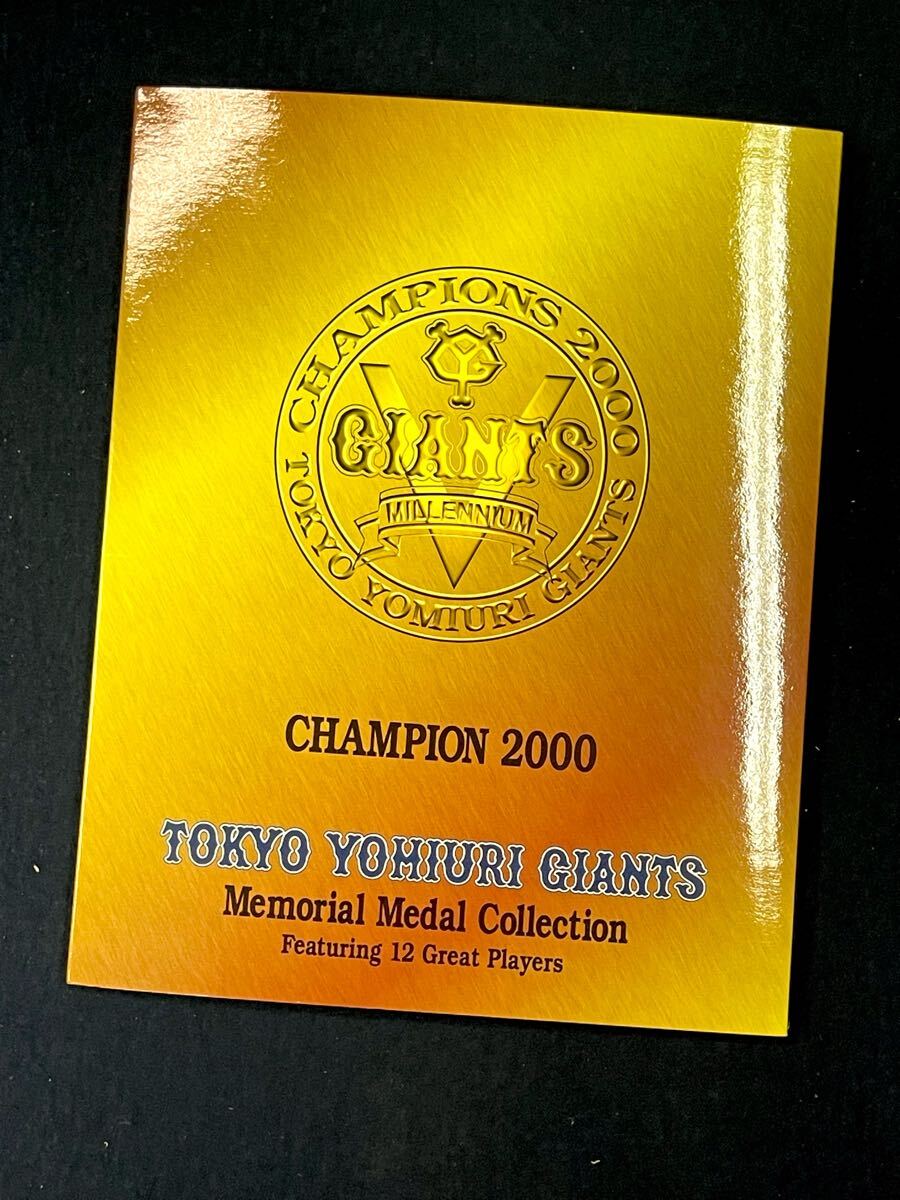 CHAMPIONS 2000
YG
GIANTS
MILLENNIUM
TOKYO YOMIURI GIANTS
CHAMPION 2000
TOKYO YOMIURI GIANTS
Memorial Medal Collection
Featuring 12 Great Players